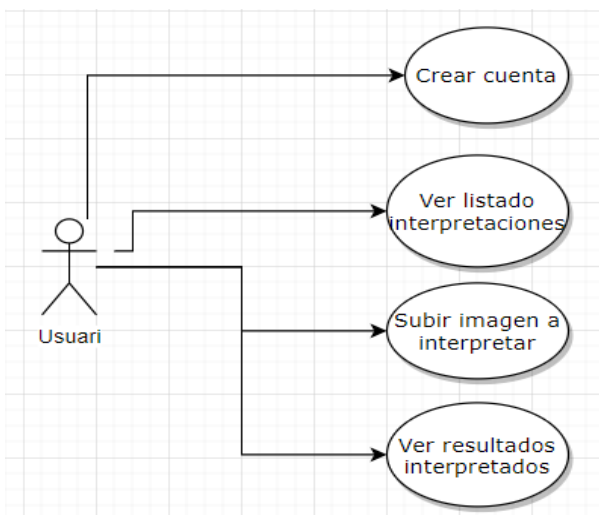 Crear cuenta
Ver listado
interpretaciones
Usuari
Subir imagen a
interpretar
Ver resultados
interpretados